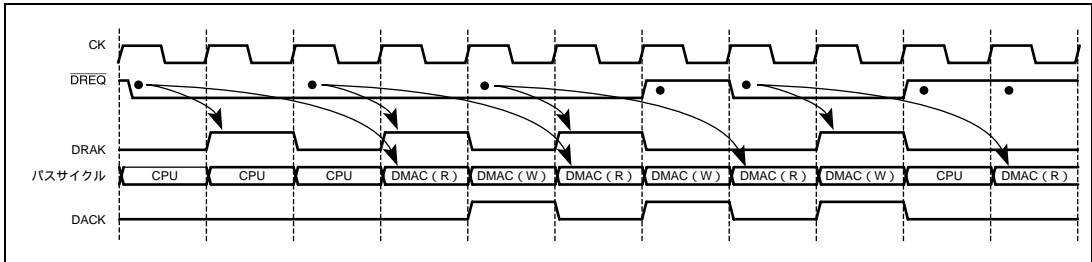 CK
DREQ
DRAK
バスサイクル CPU CPU CPU DMAC（R） DMAC（W） DMAC（R） DMAC（W） DMAC（R） DMAC（W） CPU DMAC（R）
DACK